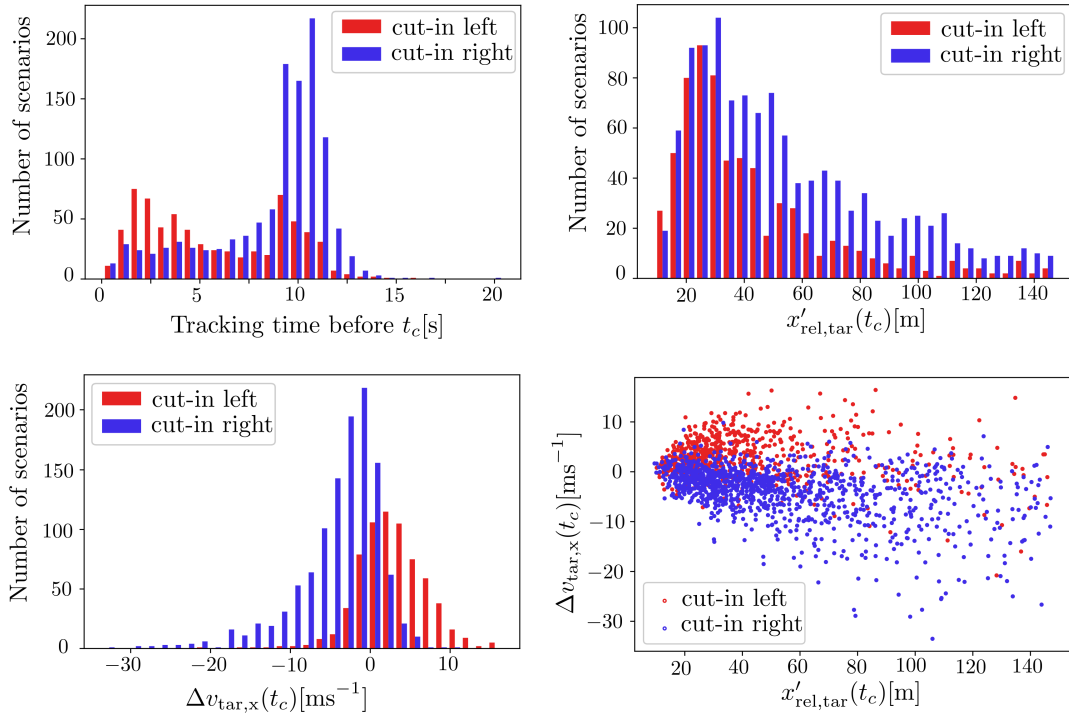 Number of scenarios
200
150
100
50
0
cut-in left
cut-in right
0
5
10
15
20
Tracking time before t_c[s]
Number of scenarios
100
80
60
40
20
0
cut-in left
cut-in right
20
40
60
80
100
120
140
x′rel,tar(t_c)[m]
Number of scenarios
200
150
100
50
0
cut-in left
cut-in right
−30
−20
−10
0
10
Δv_tar,x(t_c)[ms⁻¹]
Δv_tar,x(t_c)[ms⁻¹]
10
0
−10
−20
−30
cut-in left
cut-in right
20
40
60
80
100
120
140
x′rel,tar(t_c)[m]